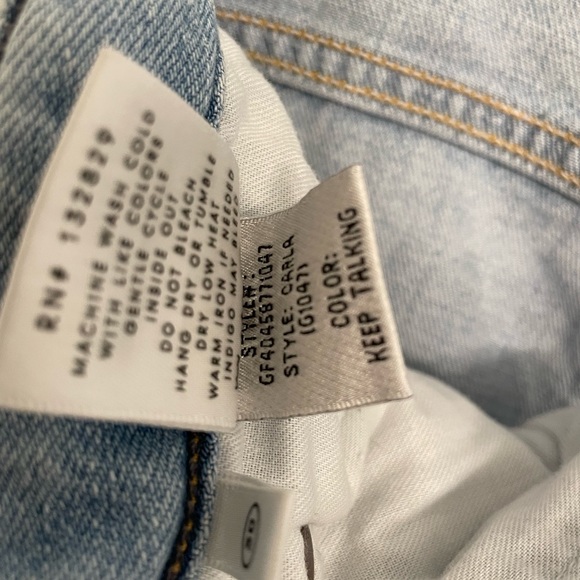 RN# 132829
MACHINE WASH COLD
WITH LIKE COLORS
GENTLE CYCLE
INSIDE OUT
DO NOT BLEACH
HANG DRY OR TUMBLE
DRY LOW HEAT
WARM IRON IF NEEDED
INDIGO MAY BLEED
STYLE#:
GF40458771047
STYLE: CARLA
(G1047)
COLOR:
KEEP TALKING